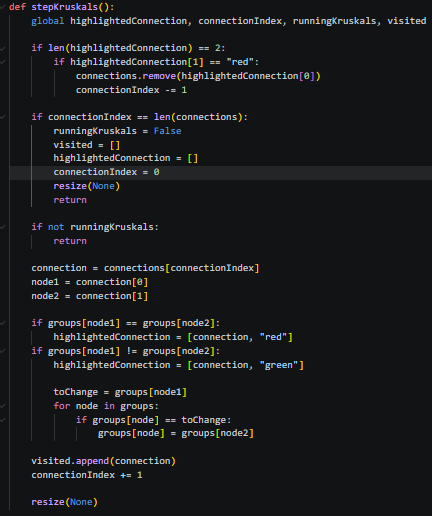 def stepKruskals():
    global highlightedConnection, connectionIndex, runningKruskals, visited

    if len(highlightedConnection) == 2:
        if highlightedConnection[1] == "red":
            connections.remove(highlightedConnection[0])
            connectionIndex -= 1

    if connectionIndex == len(connections):
        runningKruskals = False
        visited = []
        highlightedConnection = []
        connectionIndex = 0
        resize(None)
        return

    if not runningKruskals:
        return

    connection = connections[connectionIndex]
    node1 = connection[0]
    node2 = connection[1]

    if groups[node1] == groups[node2]:
        highlightedConnection = [connection, "red"]
    if groups[node1] != groups[node2]:
        highlightedConnection = [connection, "green"]

        toChange = groups[node1]
        for node in groups:
            if groups[node] == toChange:
                groups[node] = groups[node2]

    visited.append(connection)
    connectionIndex += 1

    resize(None)